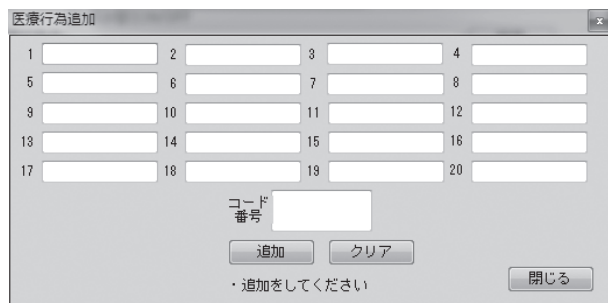 医療行為追加
1 2 3 4
5 6 7 8
9 10 11 12
13 14 15 16
17 18 19 20
コード
番号
追加 クリア
・追加をしてください
閉じる